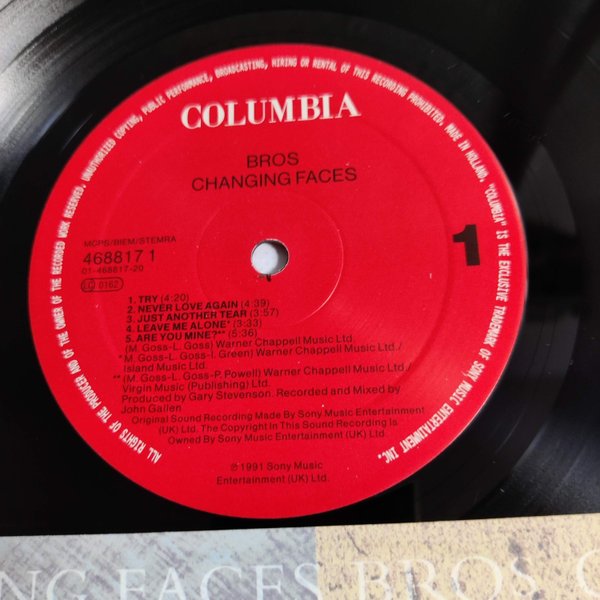 ALL RIGHTS OF THE PRODUCER AND OF THE OWNER OF THE RECORDED WORK RESERVED. UNAUTHORIZED COPYING, PUBLIC PERFORMANCE, BROADCASTING, HIRING OR RENTAL OF THIS RECORDING PROHIBITED. MADE IN HOLLAND. "COLUMBIA" IS THE EXCLUSIVE TRADEMARK OF SONY MUSIC ENTERTAINMENT INC.
COLUMBIA
BROS
CHANGING FACES
MCPS/BIEM/STEMRA
468817 1
01-468817-20
LC 0162
1
1. TRY (4:20)
2. NEVER LOVE AGAIN (4:39)
3. JUST ANOTHER TEAR (3:57)
4. LEAVE ME ALONE* (3:33)
5. ARE YOU MINE?** (5:36)
(M. Goss-L. Goss) Warner Chappell Music Ltd.
* M. Goss-L. Goss-I. Green) Warner Chappell Music Ltd./
Island Music Ltd.
** (M. Goss-L. Goss-P. Powell) Warner Chappell Music Ltd./
Virgin Music (Publishing) Ltd.
Produced by Gary Stevenson. Recorded and Mixed by
John Gallen
Original Sound Recording Made By Sony Music Entertainment
(UK) Ltd. The Copyright In This Sound Recording is
Owned By Sony Music Entertainment (UK) Ltd.
℗ 1991 Sony Music
Entertainment (UK) Ltd.
NG FACES BROS C